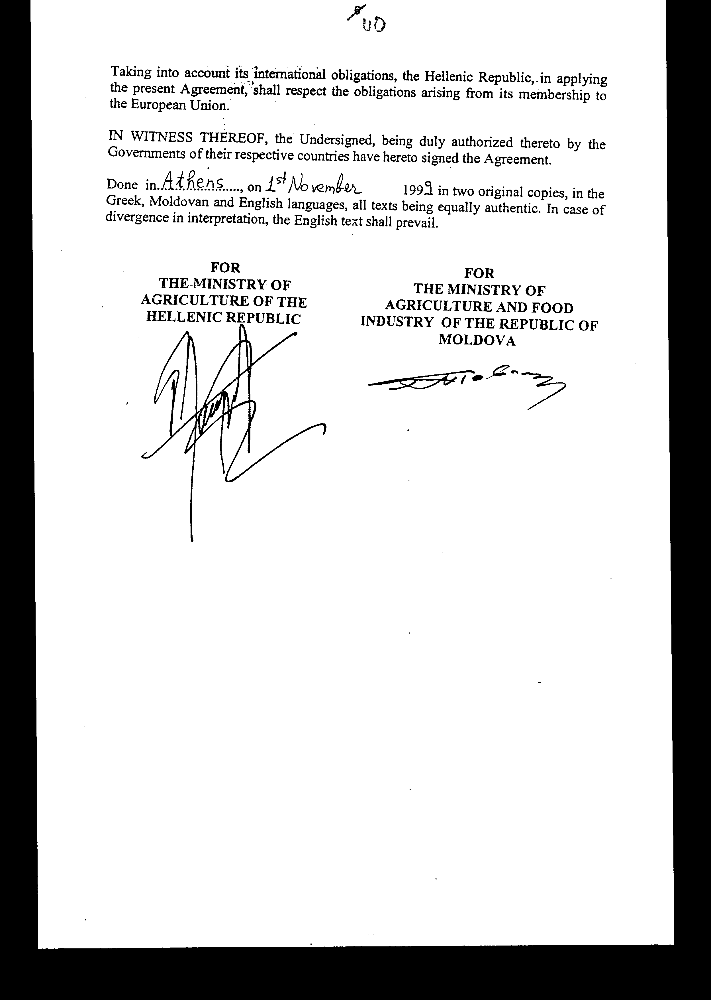 40
Taking into account its international obligations, the Hellenic Republic, in applying
the present Agreement, shall respect the obligations arising from its membership to
the European Union.
IN WITNESS THEREOF, the Undersigned, being duly authorized thereto by the
Governments of their respective countries have hereto signed the Agreement.
Done in Athens....., on 1st November 1999 in two original copies, in the
Greek, Moldovan and English languages, all texts being equally authentic. In case of
divergence in interpretation, the English text shall prevail.
FOR
THE MINISTRY OF
AGRICULTURE OF THE
HELLENIC REPUBLIC
FOR
THE MINISTRY OF
AGRICULTURE AND FOOD
INDUSTRY OF THE REPUBLIC OF
MOLDOVA